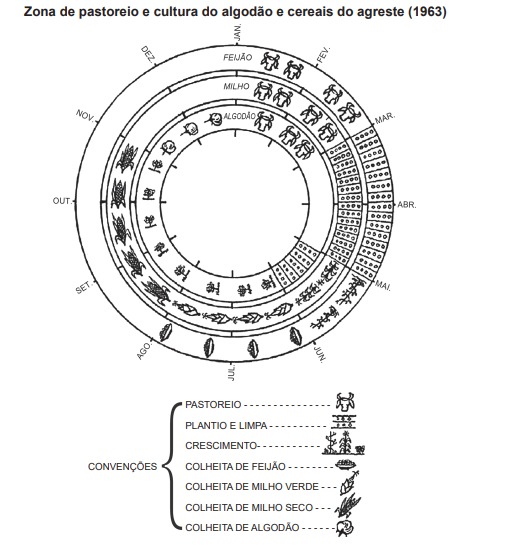 Zona de pastoreio e cultura do algodão e cereais do agreste (1963)
JAN.
FEV.
MAR.
ABR.
MAI.
JUN.
JUL.
AGO.
SET.
OUT.
NOV.
DEZ.
FEIJÃO
MILHO
ALGODÃO
CONVENÇÕES
PASTOREIO
PLANTIO E LIMPA
CRESCIMENTO
COLHEITA DE FEIJÃO
COLHEITA DE MILHO VERDE
COLHEITA DE MILHO SECO
COLHEITA DE ALGODÃO